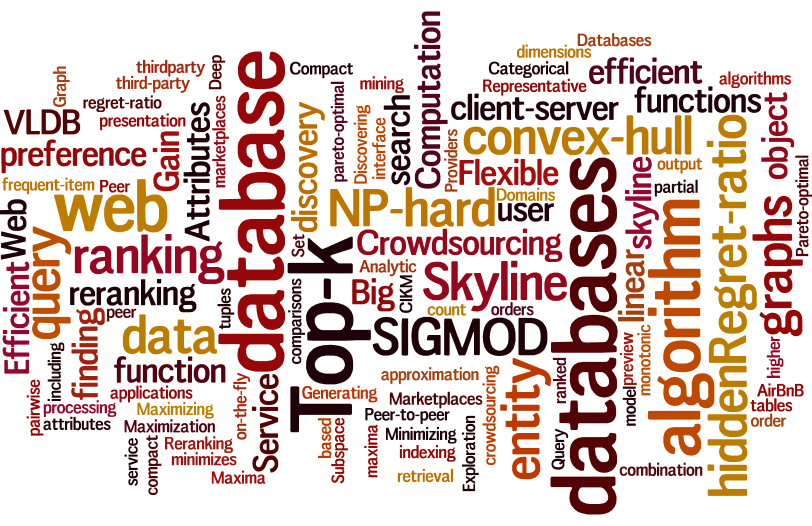 Databases
dimensions
Computation
Categorical
efficient
algorithms
Representative
functions
client-server
convex-hull
Graph
thirdparty
third-party
Deep
database
Compact
mining
pareto-optimal
Discovering
interface
search
Providers
regret-ratio
VLDB
presentation
marketplaces
Attributes
Gain
preference
discovery
Flexible
Domains
NP-hard
user
databases
skyline
output
partial
object
Regret-ratio
Pareto-optimal
frequent-item
Peer
web
Web
ranking
query
Efficient
reranking
peer
tuples
Set
Top-k
Crowdsourcing
Analytic
Big
CIKM
Skyline
count
orders
linear
algorithm
graphs
hidden
comparisons
SIGMOD
data
finding
function
including
pairwise
applications
processing
attributes
Maximizing
Maximization
on-the-fly
Service
service
compact
Reranking
minimizes
Maxima
Generating
approximation
Marketplaces
Peer-to-peer
Minimizing
indexing
retrieval
based
Subspace
maxima
Exploration
crowdsourcing
entity
ranked
Query
model
preview
monotonic
combination
higher
AirBnB
tables
order